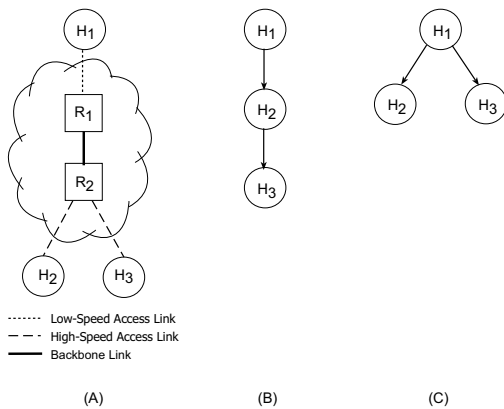 H1
R1
R2
H2
H3
Low-Speed Access Link
High-Speed Access Link
Backbone Link
(A)
H1
H2
H3
(B)
H1
H2
H3
(C)